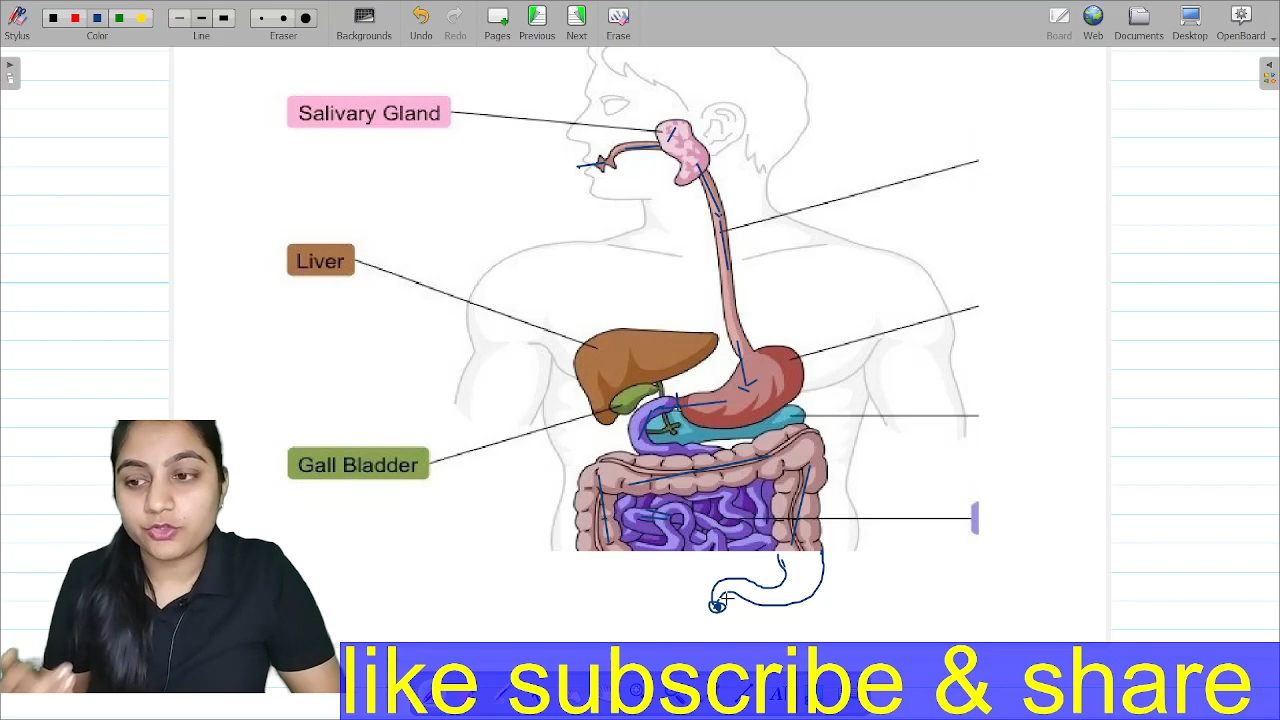 Stylus
Color
Line
Eraser
Backgrounds
Undo
Redo
Pages
Previous
Next
Erase
Board
Web
Documents
Desktop
OpenBoard
Salivary Gland
Liver
Gall Bladder
like subscribe & share